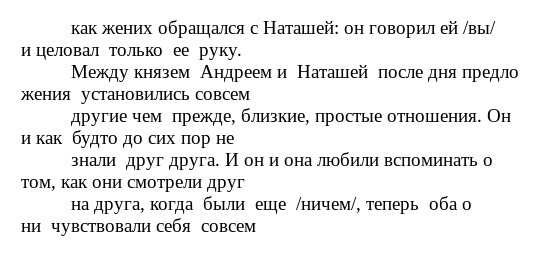 как жених обращался с Наташей: он говорил ей /вы/
и целовал только ее руку.
Между князем Андреем и Наташей после дня предло
жения установились совсем
другие чем прежде, близкие, простые отношения. Он
и как будто до сих пор не
знали друг друга. И он и она любили вспоминать о
том, как они смотрели друг
на друга, когда были еще /ничем/, теперь оба о
ни чувствовали себя совсем